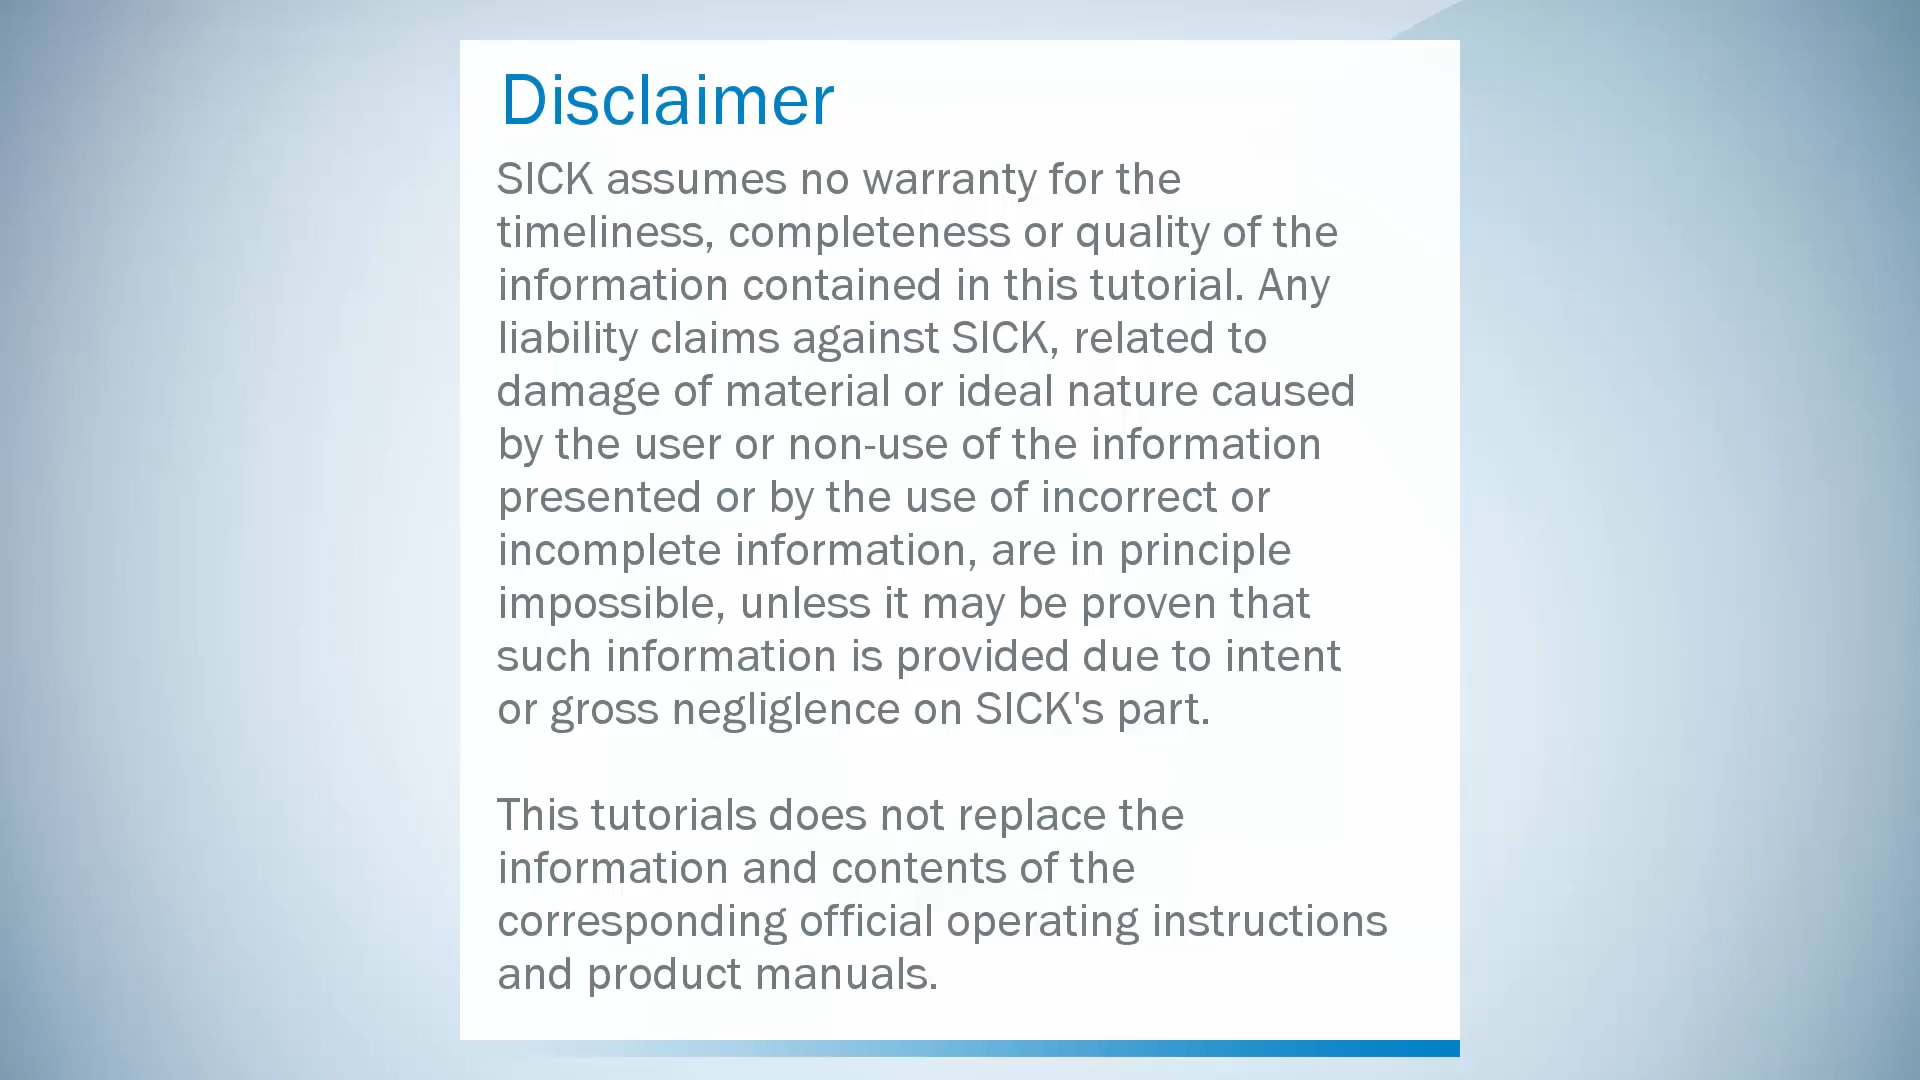 Disclaimer
SICK assumes no warranty for the
timeliness, completeness or quality of the
information contained in this tutorial. Any
liability claims against SICK, related to
damage of material or ideal nature caused
by the user or non-use of the information
presented or by the use of incorrect or
incomplete information, are in principle
impossible, unless it may be proven that
such information is provided due to intent
or gross negliglence on SICK's part.
This tutorials does not replace the
information and contents of the
corresponding official operating instructions
and product manuals.